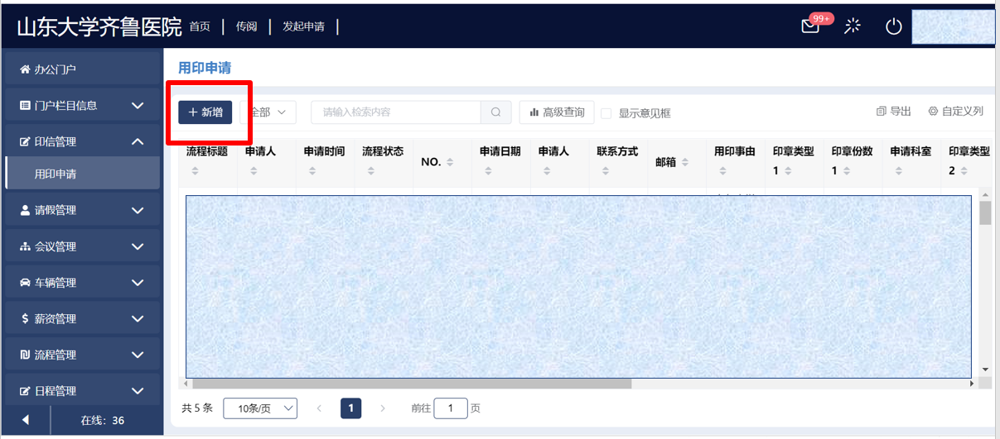 山东大学齐鲁医院 首页 传阅 发起申请 99+
办公门户
门户栏目信息
印信管理
用印申请
请假管理
会议管理
车辆管理
薪资管理
流程管理
日程管理
在线：36
用印申请
+ 新增 全部 请输入检索内容 高级查询 显示意见框 导出 自定义列
流程标题 申请人 申请时间 流程状态 NO. 申请日期 申请人 联系方式 邮箱 用印事由 印章类型1 印章份数1 申请科室 印章类型2
共 5 条 10条/页 1 前往 1 页